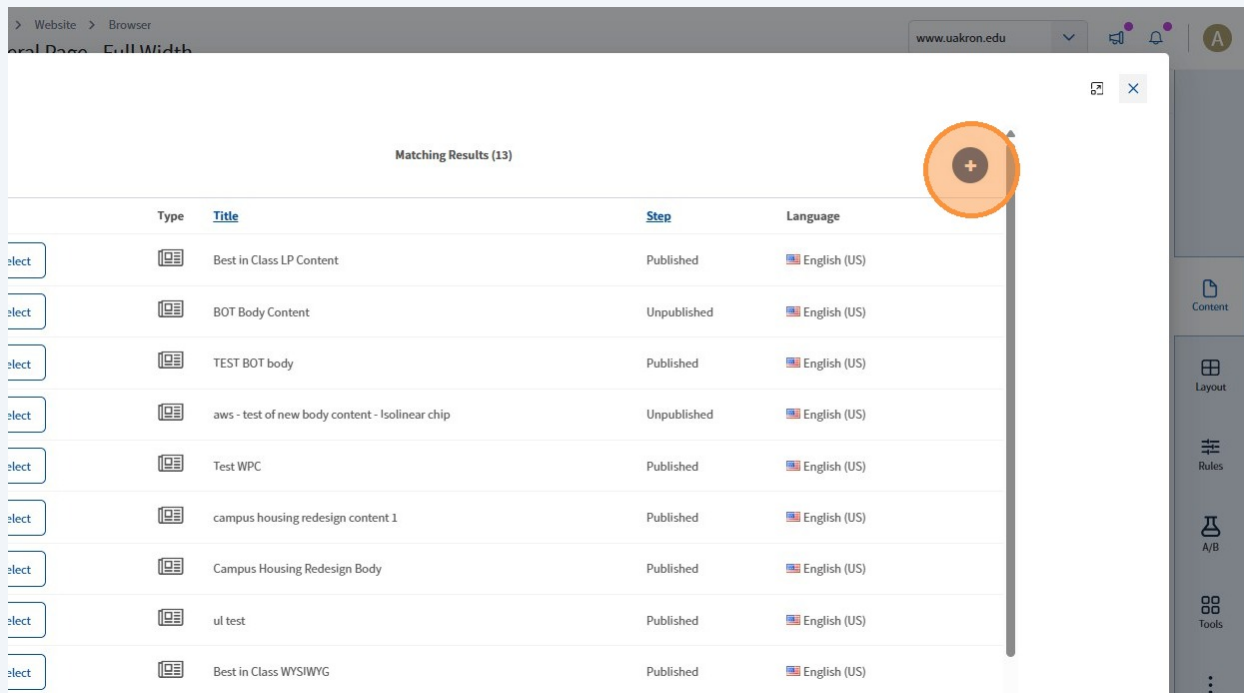 > Website > Browser
eral Page - Full Width
www.uakron.edu
A
Matching Results (13)
+
Type Title Step Language
elect Best in Class LP Content Published English (US)
elect BOT Body Content Unpublished English (US)
elect TEST BOT body Published English (US)
elect aws - test of new body content - Isolinear chip Unpublished English (US)
elect Test WPC Published English (US)
elect campus housing redesign content 1 Published English (US)
elect Campus Housing Redesign Body Published English (US)
elect ul test Published English (US)
elect Best in Class WYSIWYG Published English (US)
Content
Layout
Rules
A/B
Tools